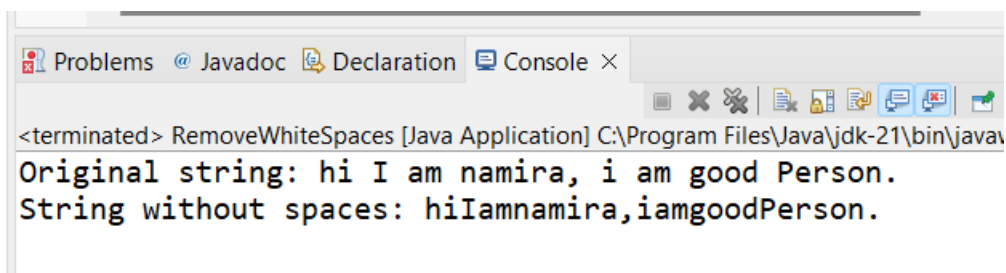 Problems @ Javadoc Declaration Console
<terminated> RemoveWhiteSpaces [Java Application] C:\Program Files\Java\jdk-21\bin\javaw
Original string: hi I am namira, i am good Person.
String without spaces: hiIamnamira,iamgoodPerson.